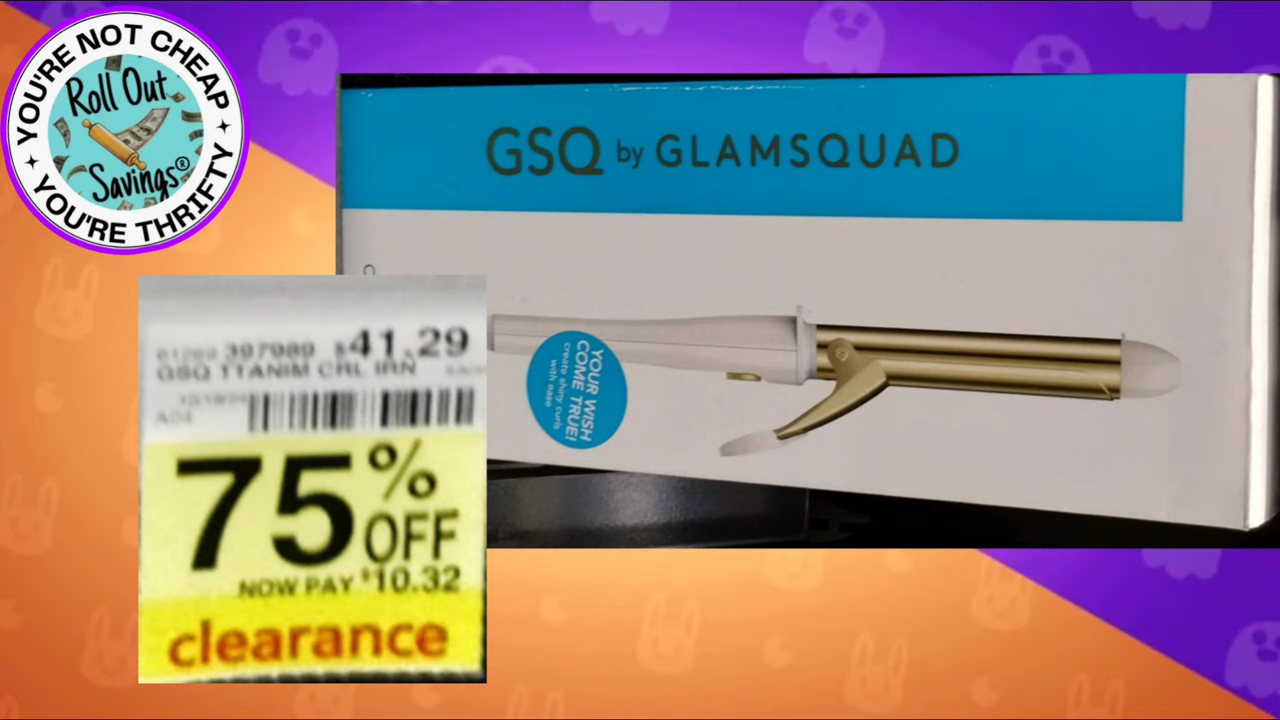 YOU'RE NOT CHEAP
Roll Out
Savings®
YOU'RE THRIFTY
GSQ by GLAMSQUAD
YOUR WISH
COME TRUE!
create shiny curls
with ease
397980 $41.29
GSQ TTANIM CRL IRN
75% OFF
NOW PAY $10.32
clearance